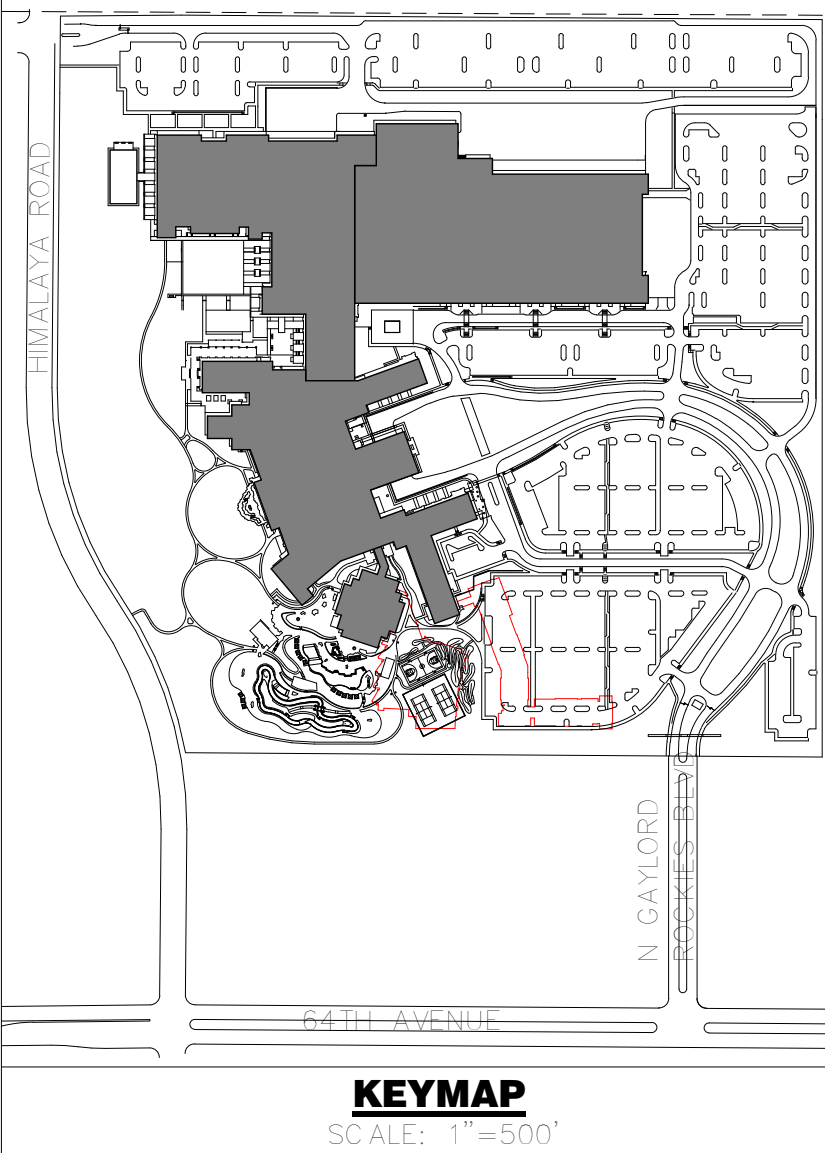 HIMALAYA ROAD
N GAYLORD
ROCKIES BLVD
64TH AVENUE
KEYMAP
SCALE: 1"=500'